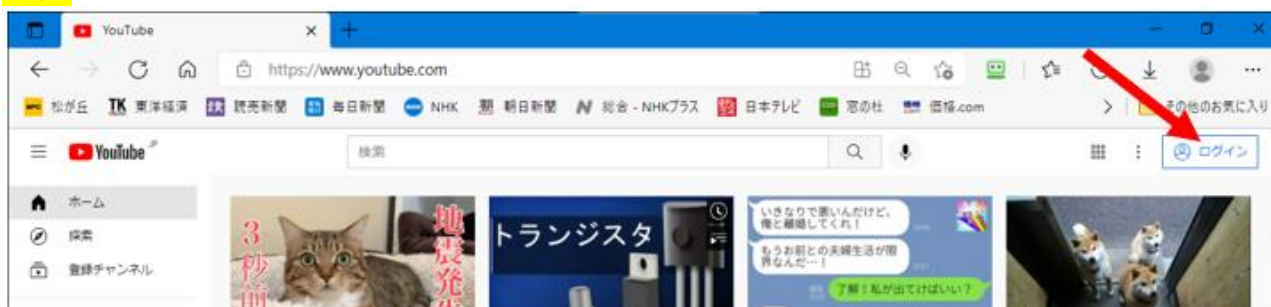 YouTube
https://www.youtube.com
松が丘 TK 東洋経済 読売新聞 毎日新聞 NHK 朝日新聞 N 総合 - NHKプラス 日本テレビ 窓の杜 価格.com その他のお気に入り
YouTube JP
検索
ログイン
ホーム
探索
登録チャンネル
3秒前
地震発生
トランジスタ
いきなりで悪いんだけど、
俺と離婚してくれ！
もうお前との夫婦生活が限
界なんだ…！
了解！私が出てけばいい？